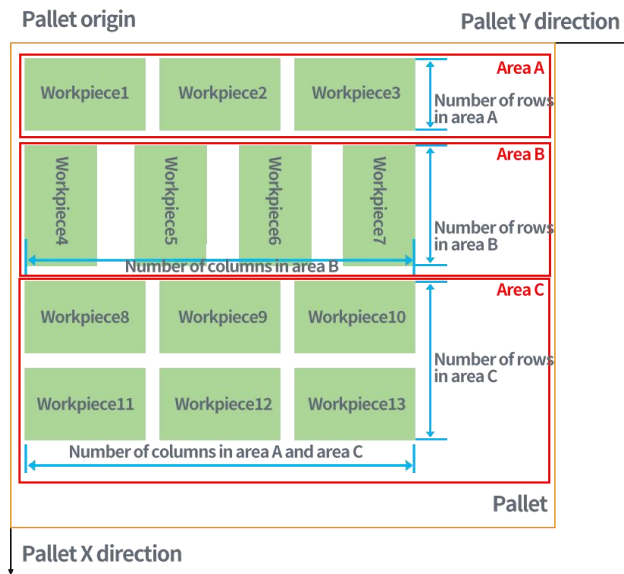 Pallet origin
Pallet Y direction
Area A
Workpiece1
Workpiece2
Workpiece3
Number of rows
in area A
Area B
Workpiece4
Workpiece5
Workpiece6
Workpiece7
Number of rows
in area B
Number of columns in area B
Area C
Workpiece8
Workpiece9
Workpiece10
Number of rows
in area C
Workpiece11
Workpiece12
Workpiece13
Number of columns in area A and area C
Pallet
Pallet X direction